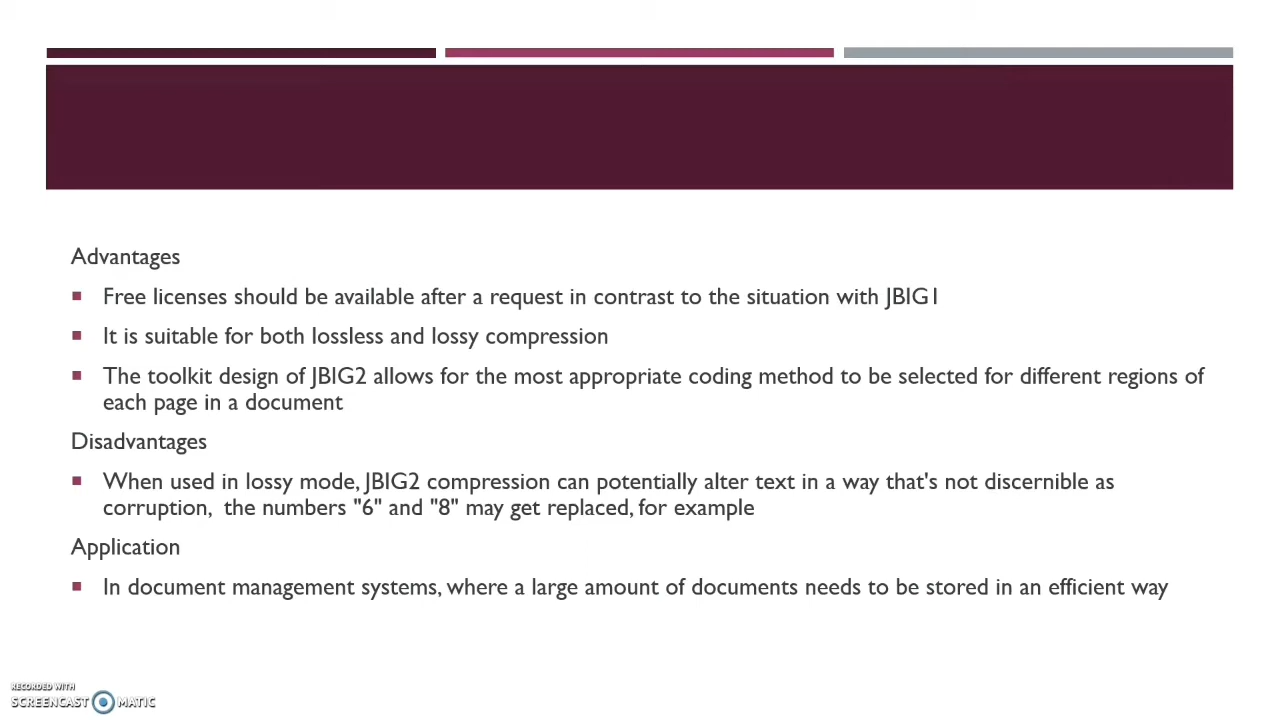 Advantages
Free licenses should be available after a request in contrast to the situation with JBIG1
It is suitable for both lossless and lossy compression
The toolkit design of JBIG2 allows for the most appropriate coding method to be selected for different regions of
each page in a document
Disadvantages
When used in lossy mode, JBIG2 compression can potentially alter text in a way that's not discernible as
corruption,  the numbers "6" and "8" may get replaced, for example
Application
In document management systems, where a large amount of documents needs to be stored in an efficient way
RECORDED WITH
SCREENCAST MATIC